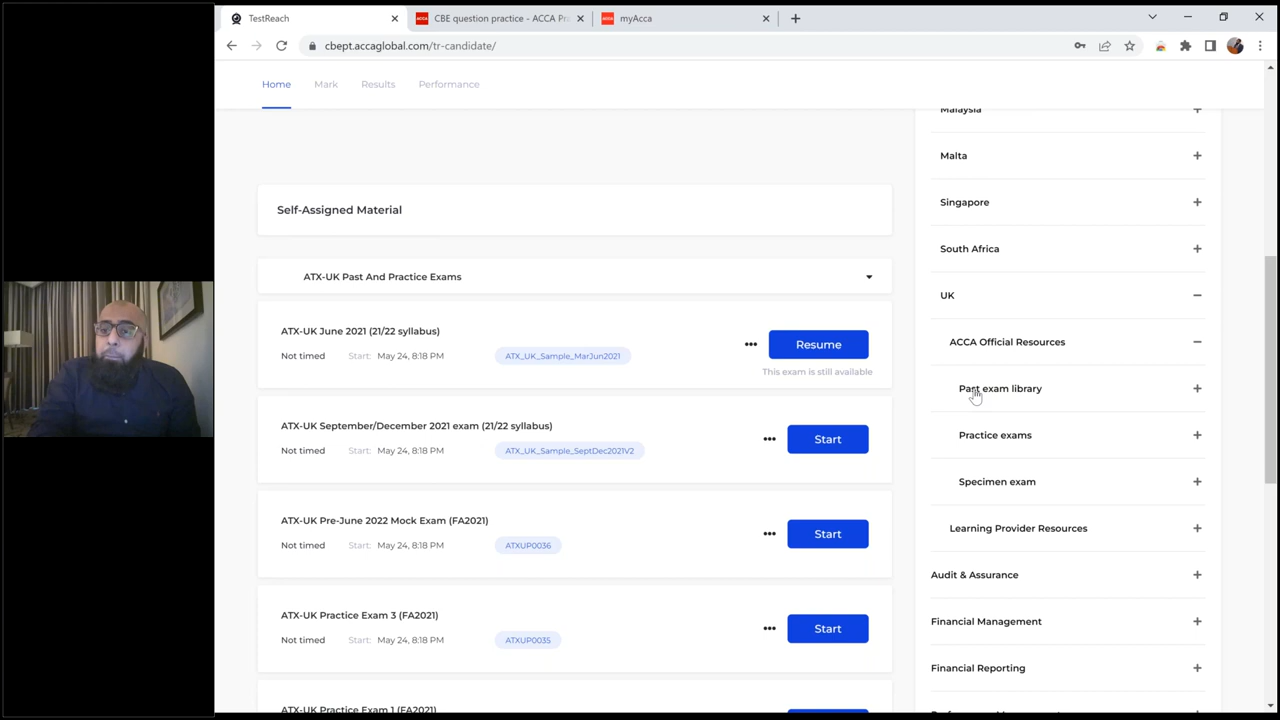 TestReach
CBE question practice - ACCA Pr
myAcca
cbept.accaglobal.com/tr-candidate/
Home Mark Results Performance
Self-Assigned Material
ATX-UK Past And Practice Exams
ATX-UK June 2021 (21/22 syllabus)
Not timed Start: May 24, 8:18 PM ATX_UK_Sample_MarJun2021
Resume
This exam is still available
ATX-UK September/December 2021 exam (21/22 syllabus)
Not timed Start: May 24, 8:18 PM ATX_UK_Sample_SeptDec2021V2
Start
ATX-UK Pre-June 2022 Mock Exam (FA2021)
Not timed Start: May 24, 8:18 PM ATXUP0036
Start
ATX-UK Practice Exam 3 (FA2021)
Not timed Start: May 24, 8:18 PM ATXUP0035
Start
ATX-UK Practice Exam 1 (FA2021)
Malaysia
Malta
Singapore
South Africa
UK
ACCA Official Resources
Past exam library
Practice exams
Specimen exam
Learning Provider Resources
Audit & Assurance
Financial Management
Financial Reporting